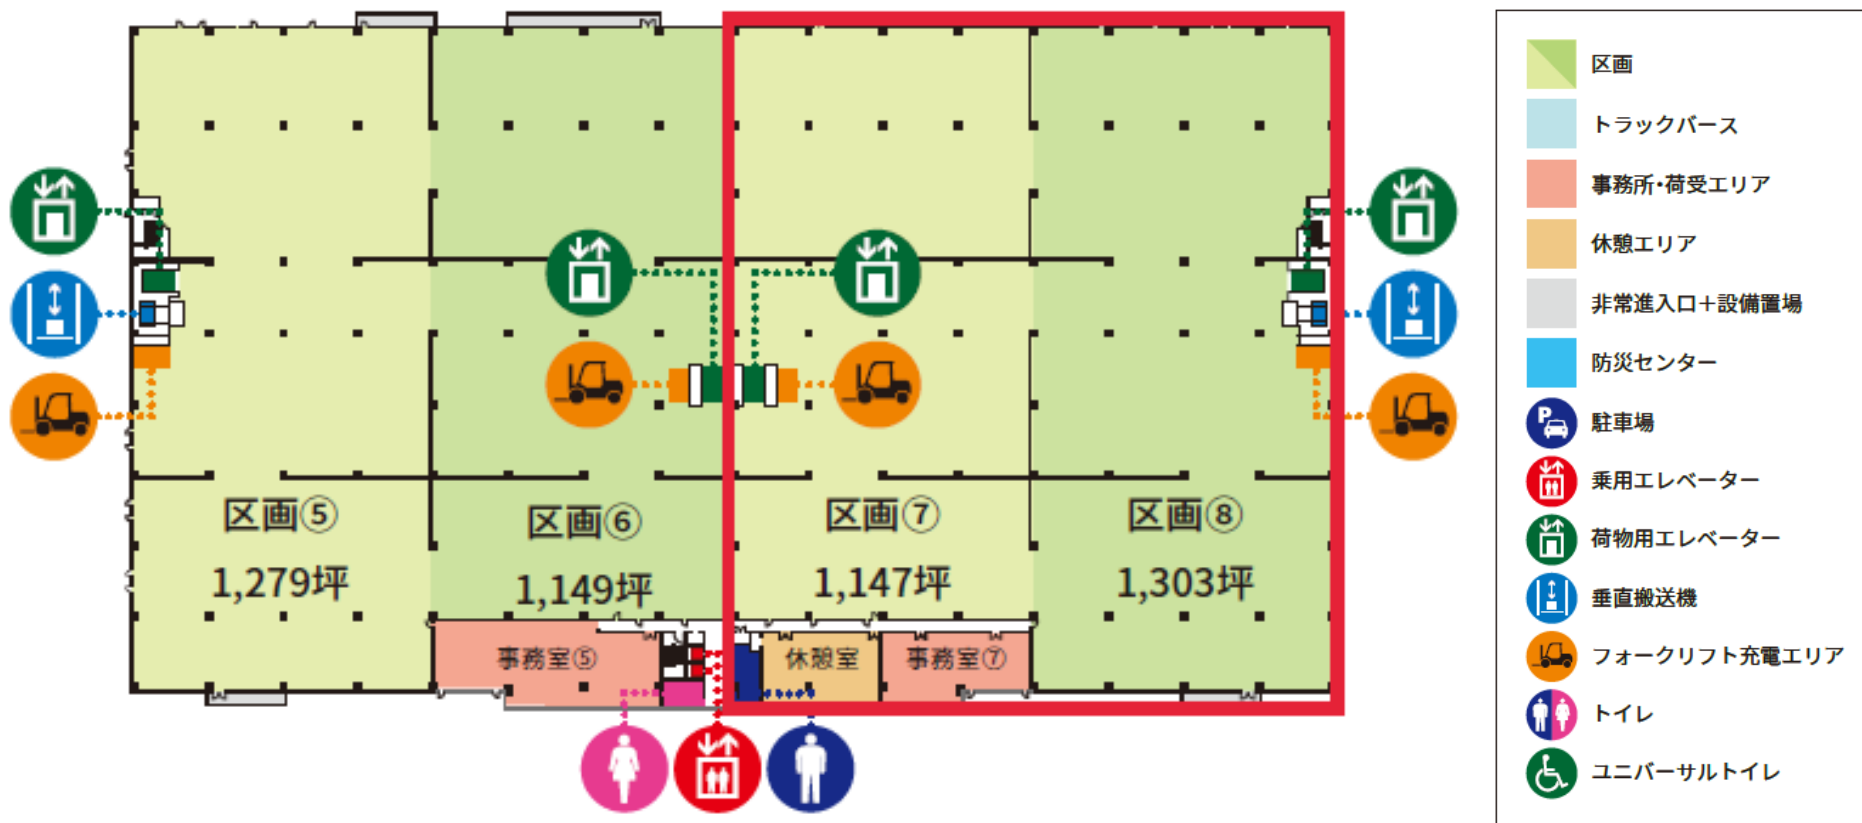 区画⑤
1,279坪
区画⑥
1,149坪
区画⑦
1,147坪
区画⑧
1,303坪
事務室⑤
休憩室
事務室⑦
区画
トラックバース
事務所・荷受エリア
休憩エリア
非常進入口＋設備置場
防災センター
P
駐車場
乗用エレベーター
荷物用エレベーター
垂直搬送機
フォークリフト充電エリア
トイレ
ユニバーサルトイレ